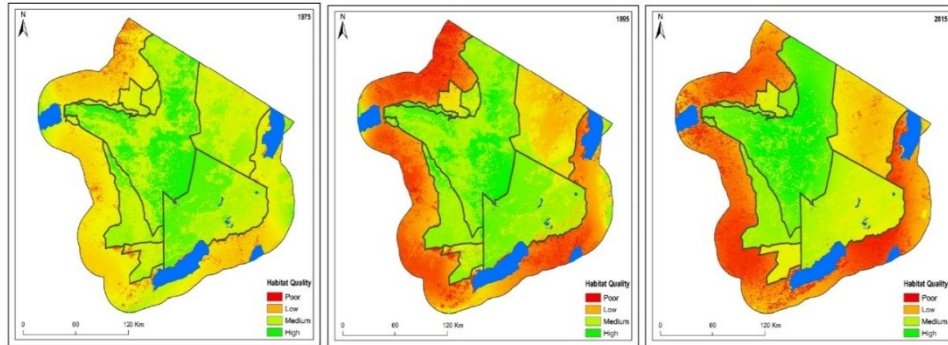 N
1975
Habitat Quality
Poor
Low
Medium
High
0 60 120 Km
N
1995
Habitat Quality
Poor
Low
Medium
High
0 60 120 Km
N
2015
Habitat Quality
Poor
Low
Medium
High
0 60 120 Km